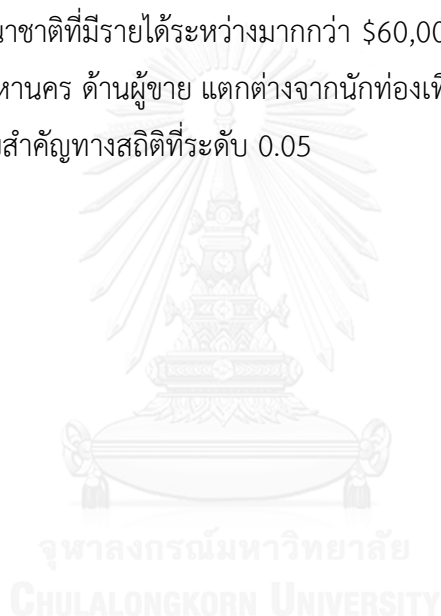 นาชาติที่มีรายได้ระหว่างมากกว่า $60,00
หานคร ด้านผู้ขาย แตกต่างจากนักท่องเที
สำคัญทางสถิติที่ระดับ 0.05
จุฬาลงกรณ์มหาวิทยาลัย
CHULALONGKORN UNIVERSITY